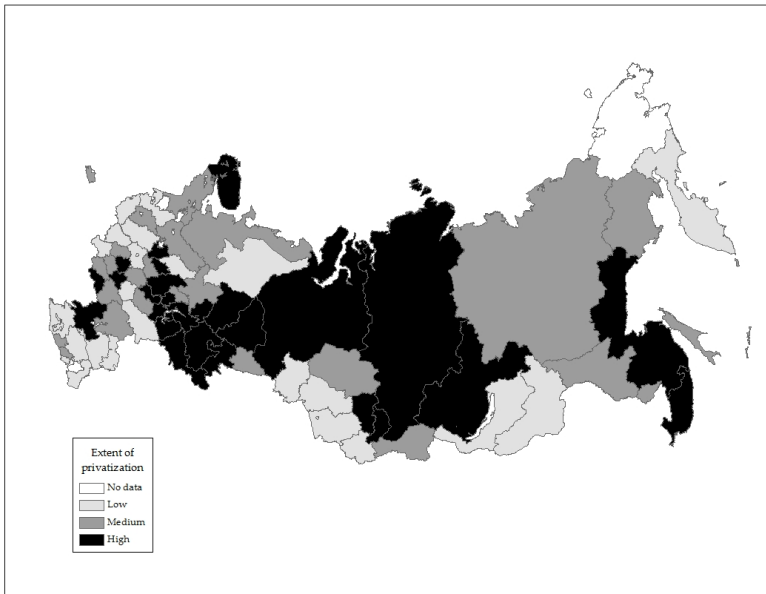 Extent of
privatization
No data
Low
Medium
High